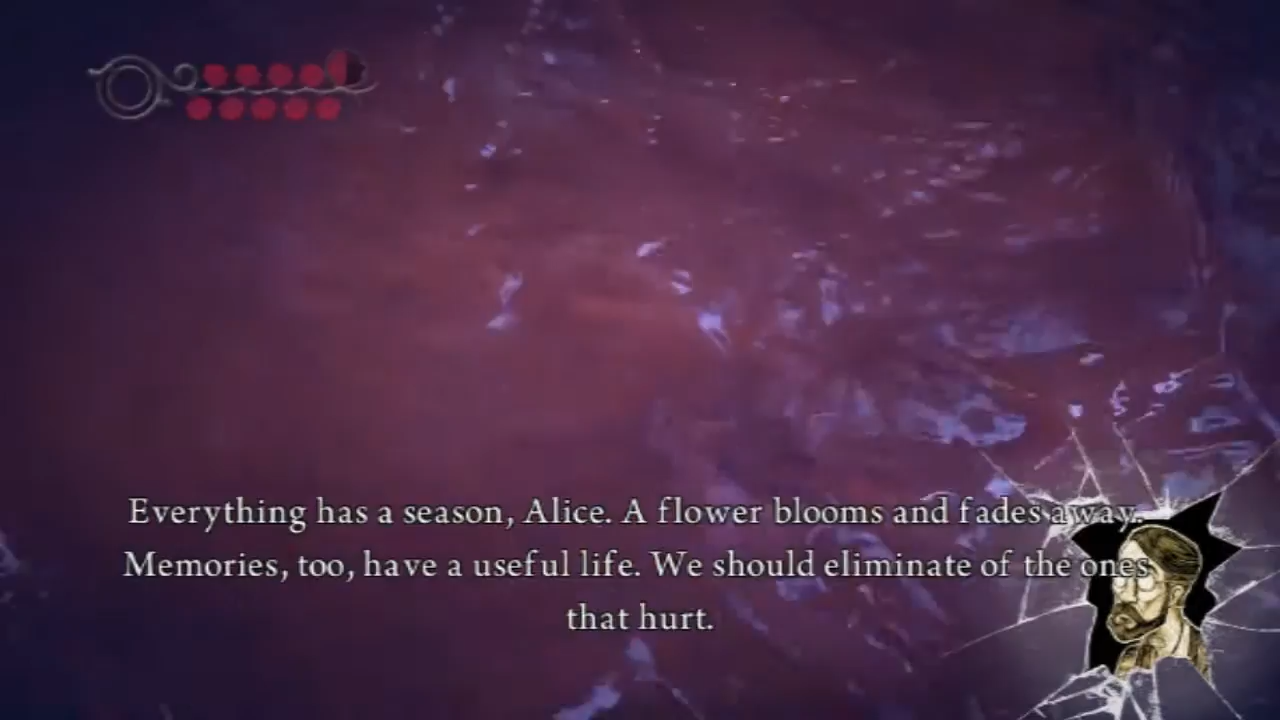 Everything has a season, Alice. A flower blooms and fades away.
Memories, too, have a useful life. We should eliminate of the ones
that hurt.